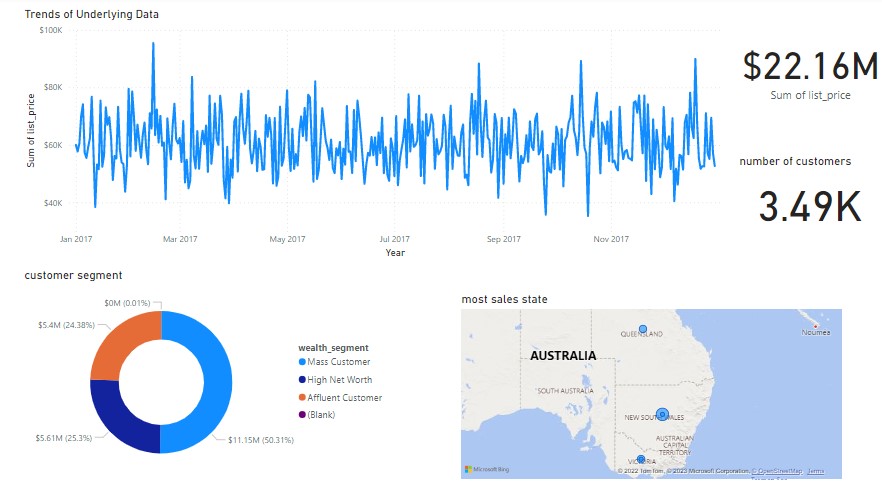 Trends of Underlying Data
$100K
$80K
$60K
$40K
Sum of list_price
Jan 2017
Mar 2017
May 2017
Jul 2017
Sep 2017
Nov 2017
Year
$22.16M
Sum of list_price
number of customers
3.49K
customer segment
$0M (0.01%)
$5.4M (24.38%)
$5.61M (25.3%)
$11.15M (50.31%)
wealth_segment
Mass Customer
High Net Worth
Affluent Customer
(Blank)
most sales state
QUEENSLAND
Noumea
AUSTRALIA
SOUTH AUSTRALIA
NEW SOUTH WALES
AUSTRALIAN
CAPITAL
TERRITORY
VICTORIA
Microsoft Bing
© 2022 TomTom, © 2023 Microsoft Corporation, © OpenStreetMap Terms